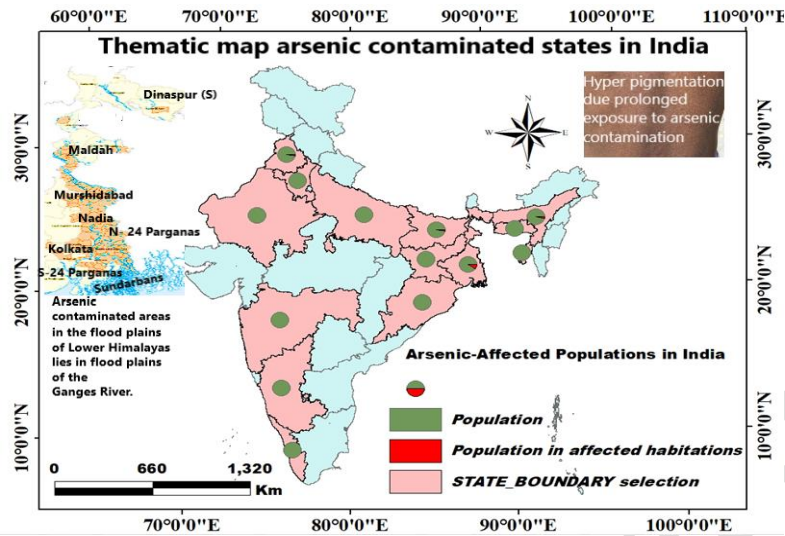 60°0'0"E 70°0'0"E 80°0'0"E 90°0'0"E 100°0'0"E 110°0'0"E
Thematic map arsenic contaminated states in India
Dinaspur (S)
Maldah
Murshidabad
Nadia
N- 24 Parganas
Kolkata
S-24 Parganas
Sundarbans
Arsenic
contaminated areas
in the flood plains
of Lower Himalayas
lies in flood plains
of the
Ganges River.
N
W E
S
Hyper pigmentation
due prolonged
exposure to arsenic
contamination
30°0'0"N
20°0'0"N
10°0'0"N
30°0'0"N
20°0'0"N
10°0'0"N
Arsenic-Affected Populations in India
Population
Population in affected habitations
STATE_BOUNDARY selection
0 660 1,320
Km
70°0'0"E 80°0'0"E 90°0'0"E 100°0'0"E